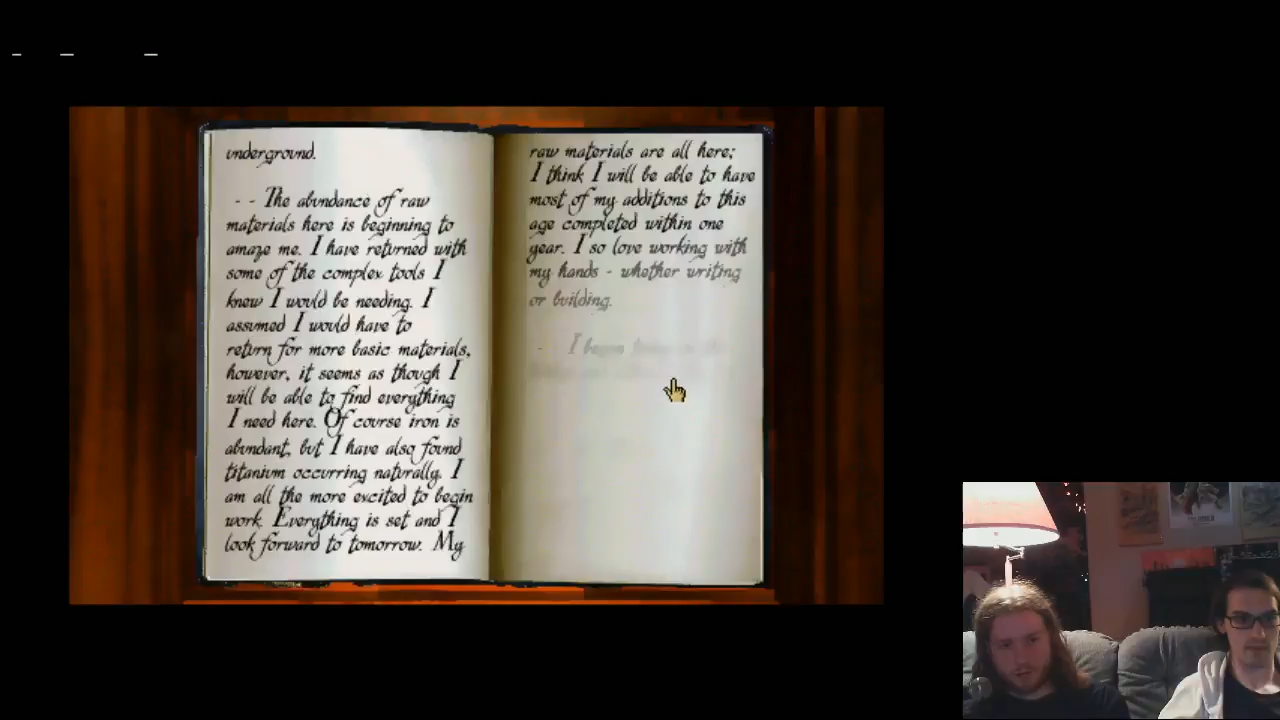 underground.
- - The abundance of raw
materials here is beginning to
amaze me. I have returned with
some of the complex tools I
knew I would be needing. I
assumed I would have to
return for more basic materials,
however, it seems as though I
will be able to find everything
I need here. Of course iron is
abundant, but I have also found
titanium occurring naturally. I
am all the more excited to begin
work. Everything is set and I
look forward to tomorrow. My
raw materials are all here;
I think I will be able to have
most of my additions to this
age completed within one
year. I so love working with
my hands - whether writing
or building.
- I began